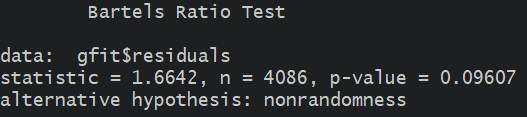 Bartels Ratio Test
data:  gfit$residuals
statistic = 1.6642, n = 4086, p-value = 0.09607
alternative hypothesis: nonrandomness